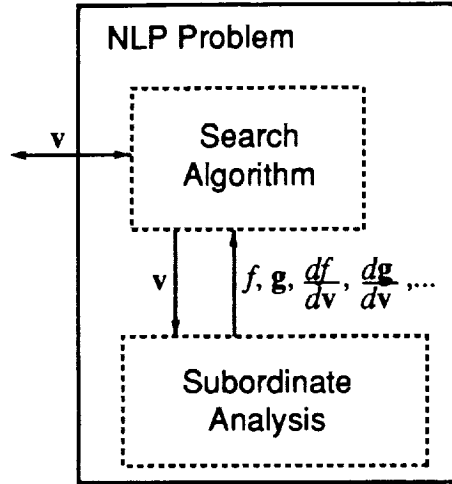 NLP Problem
v
Search
Algorithm
v
f, g, df/dv, dg/dv ,...
Subordinate
Analysis